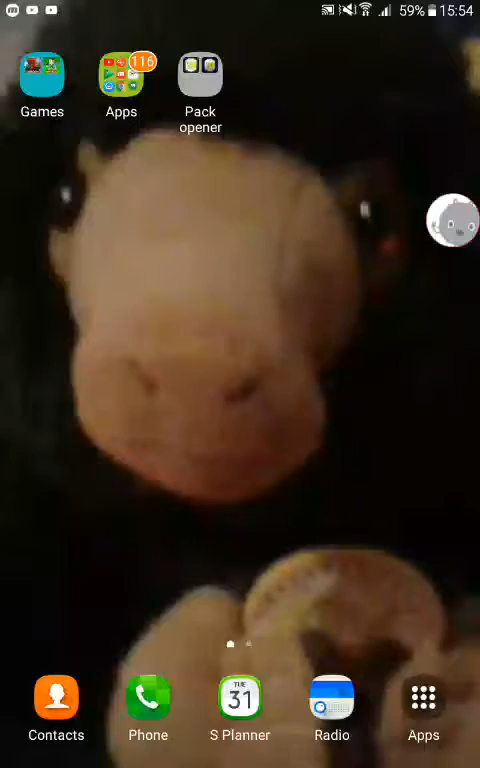 59% 15:54
116
Games
Apps
Pack
opener
TUE
31
Contacts
Phone
S Planner
Radio
Apps